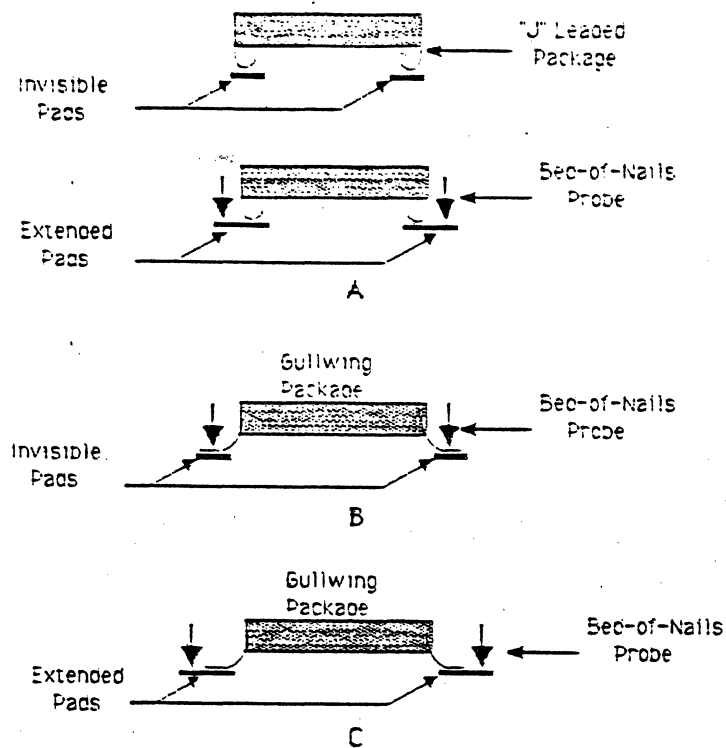 "J" Leaded
Package
Invisible
Pads
Bed-of-Nails
Probe
Extended
Pads
A
Gullwing
Package
Bed-of-Nails
Probe
Invisible
Pads
B
Gullwing
Package
Bed-of-Nails
Probe
Extended
Pads
C